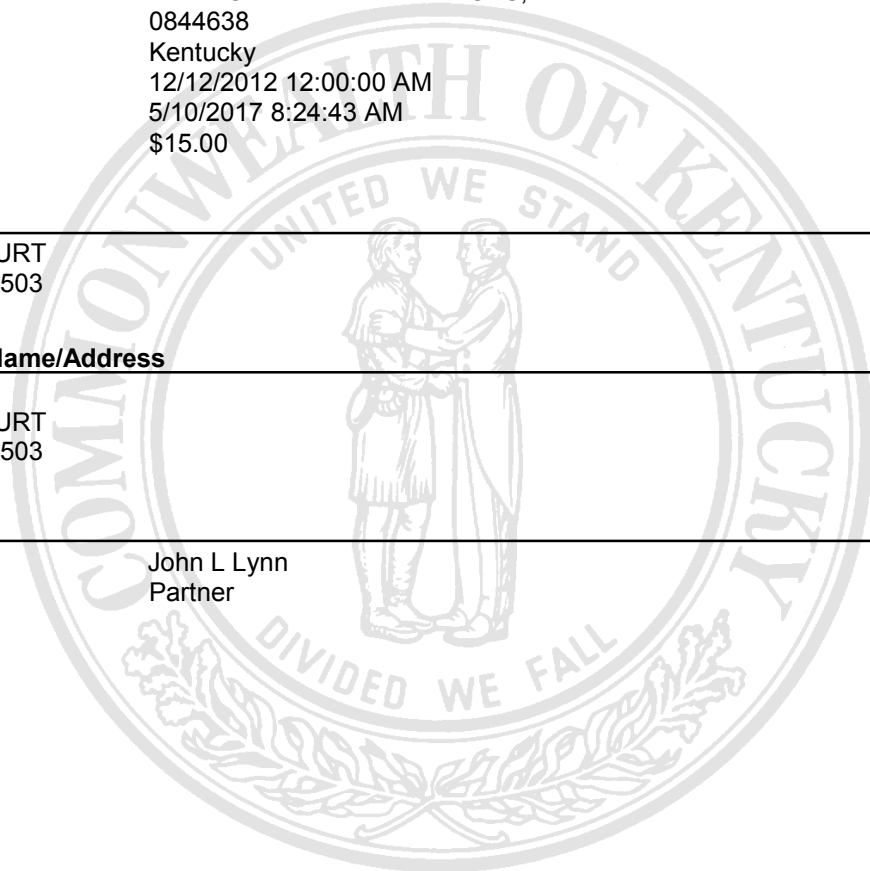 0844638
Kentucky
12/12/2012 12:00:00 AM
5/10/2017 8:24:43 AM
$15.00
COMMONWEALTH OF KENTUCKY
UNITED WE STAND
URT
503
lame/Address
URT
503
John L Lynn
Partner
DIVIDED WE FALL